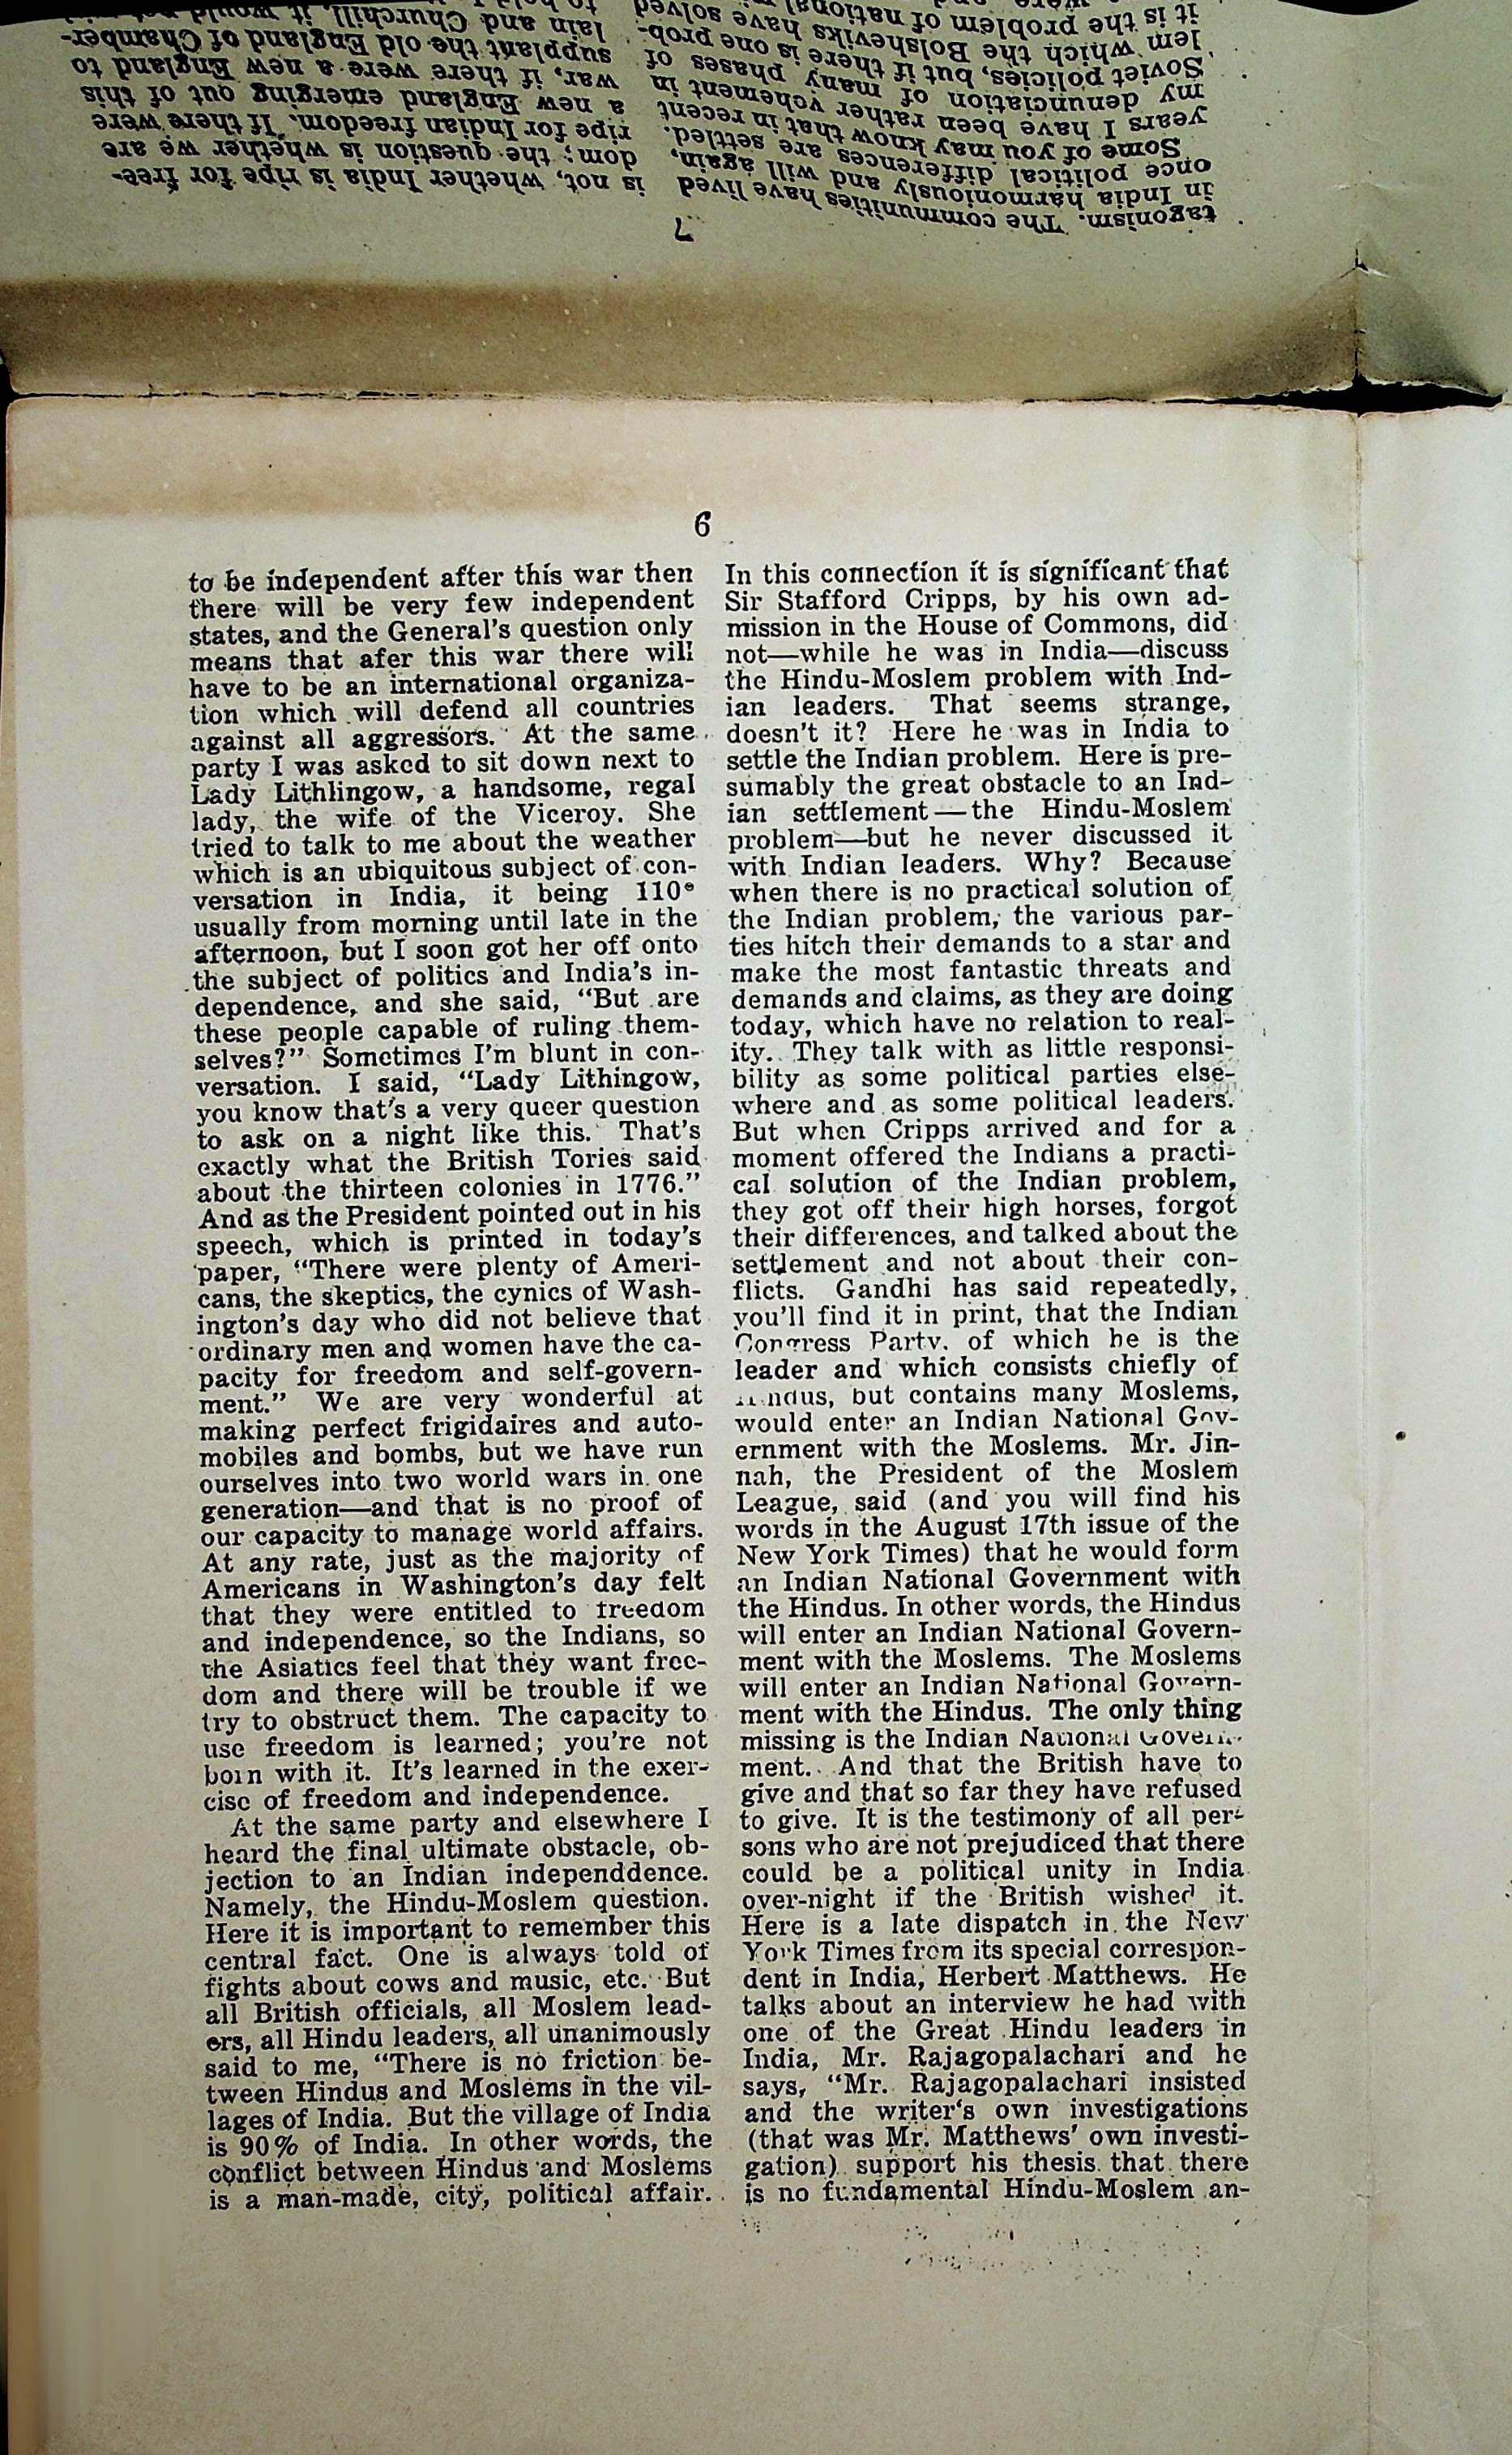 6
to be independent after this war then
there will be very few independent
states, and the General's question only
means that afer this war there will
have to be an international organiza-
tion which will defend all countries
against all aggressors. At the same
party I was asked to sit down next to
Lady Lithlingow, a handsome, regal
lady, the wife of the Viceroy. She
tried to talk to me about the weather
which is an ubiquitous subject of con-
versation in India, it being 110°
usually from morning until late in the
afternoon, but I soon got her off onto
the subject of politics and India's in-
dependence, and she said, “But are
these people capable of ruling them-
selves?” Sometimes I'm blunt in con-
versation. I said, “Lady Lithingow,
you know that's a very queer question
to ask on a night like this. That's
exactly what the British Tories said
about the thirteen colonies in 1776.”
And as the President pointed out in his
speech, which is printed in today's
paper, “There were plenty of Ameri-
cans, the skeptics, the cynics of Wash-
ington's day who did not believe that
ordinary men and women have the ca-
pacity for freedom and self-govern-
ment.” We are very wonderful at
making perfect frigidaires and auto-
mobiles and bombs, but we have run
ourselves into two world wars in one
generation—and that is no proof of
our capacity to manage world affairs.
At any rate, just as the majority of
Americans in Washington's day felt
that they were entitled to freedom
and independence, so the Indians, so
the Asiatics feel that they want free-
dom and there will be trouble if we
try to obstruct them. The capacity to
use freedom is learned; you're not
born with it. It's learned in the exer-
cise of freedom and independence.
At the same party and elsewhere I
heard the final ultimate obstacle, ob-
jection to an Indian independdence.
Namely, the Hindu-Moslem question.
Here it is important to remember this
central fact. One is always told of
fights about cows and music, etc. But
all British officials, all Moslem lead-
ers, all Hindu leaders, all unanimously
said to me, “There is no friction be-
tween Hindus and Moslems in the vil-
lages of India. But the village of India
is 90% of India. In other words, the
conflict between Hindus and Moslems
is a man-made, city, political affair.
In this connection it is significant that
Sir Stafford Cripps, by his own ad-
mission in the House of Commons, did
not—while he was in India—discuss
the Hindu-Moslem problem with Ind-
ian leaders. That seems strange,
doesn't it? Here he was in India to
settle the Indian problem. Here is pre-
sumably the great obstacle to an Ind-
ian settlement—the Hindu-Moslem
problem—but he never discussed it
with Indian leaders. Why? Because
when there is no practical solution of
the Indian problem, the various par-
ties hitch their demands to a star and
make the most fantastic threats and
demands and claims, as they are doing
today, which have no relation to real-
ity. They talk with as little responsi-
bility as some political parties else-
where and as some political leaders.
But when Cripps arrived and for a
moment offered the Indians a practi-
cal solution of the Indian problem,
they got off their high horses, forgot
their differences, and talked about the
settlement and not about their con-
flicts. Gandhi has said repeatedly,
you'll find it in print, that the Indian
Congress Party, of which he is the
leader and which consists chiefly of
Hindus, but contains many Moslems,
would enter an Indian National Gov-
ernment with the Moslems. Mr. Jin-
nah, the President of the Moslem
League, said (and you will find his
words in the August 17th issue of the
New York Times) that he would form
an Indian National Government with
the Hindus. In other words, the Hindus
will enter an Indian National Govern-
ment with the Moslems. The Moslems
will enter an Indian National Govern-
ment with the Hindus. The only thing
missing is the Indian National Govern-
ment. And that the British have to
give and that so far they have refused
to give. It is the testimony of all per-
sons who are not prejudiced that there
could be a political unity in India
over-night if the British wished it.
Here is a late dispatch in the New
York Times from its special correspon-
dent in India, Herbert Matthews. He
talks about an interview he had with
one of the Great Hindu leaders in
India, Mr. Rajagopalachari and he
says, “Mr. Rajagopalachari insisted
and the writer's own investigations
(that was Mr. Matthews' own investi-
gation) support his thesis that there
is no fundamental Hindu-Moslem an-
7
tagonism. The communities have lived
in India harmoniously and will again,
once political differences are settled.
Some of you may know that in recent
years I have been rather vehement in
my denunciation of many phases of
Soviet policies, but if there is one prob-
lem which the Bolsheviks have solved
it is the problem of national
is not, whether India is ripe for free-
dom; the question is whether we are
ripe for Indian freedom. If there were
a new England emerging out of this
war, if there were a new England to
supplant the old England of Chamber-
lain and Churchill, it would